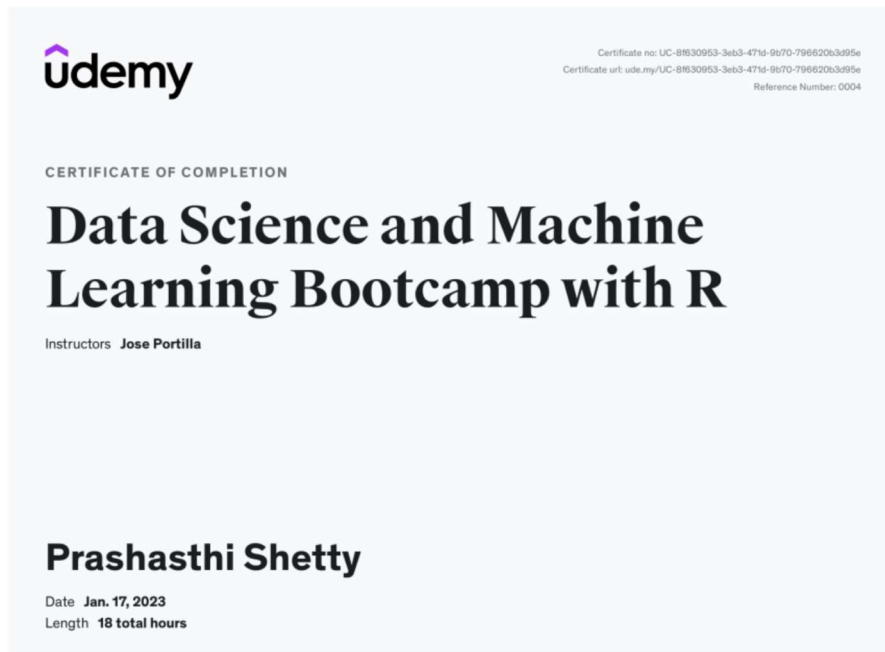 udemy
Certificate no: UC-8f630953-3eb3-471d-9b70-796620b3d95e
Certificate url: ude.my/UC-8f630953-3eb3-471d-9b70-796620b3d95e
Reference Number: 0004
CERTIFICATE OF COMPLETION
Data Science and Machine
Learning Bootcamp with R
Instructors Jose Portilla
Prashasthi Shetty
Date Jan. 17, 2023
Length 18 total hours